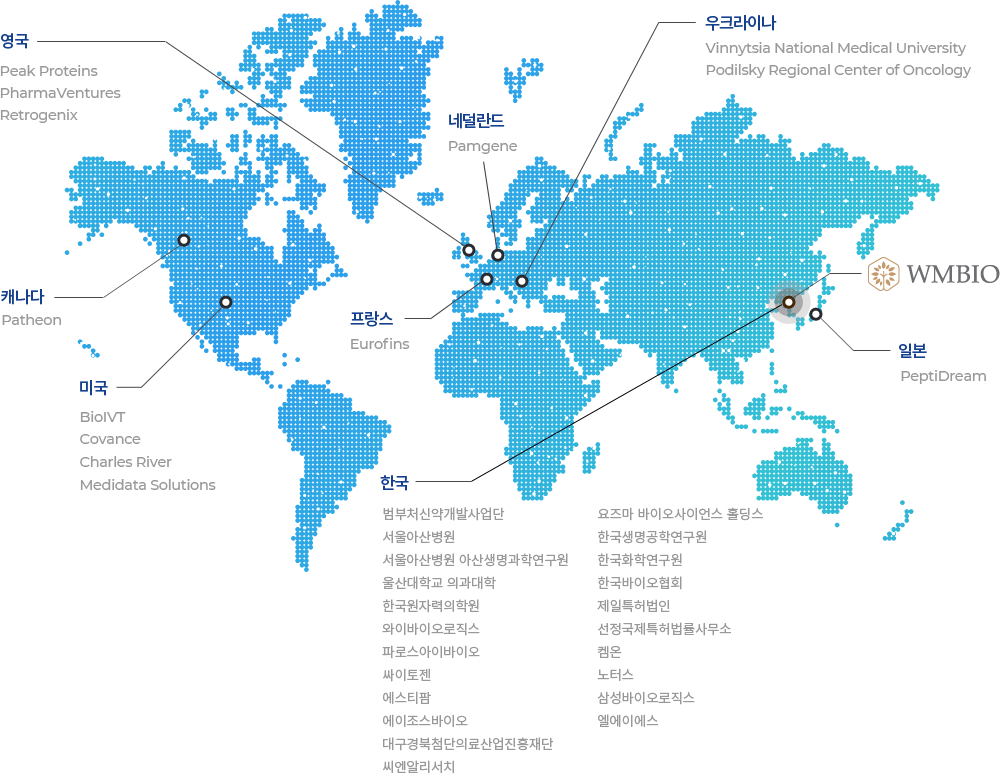 영국
Peak Proteins
PharmaVentures
Retrogenix
우크라이나
Vinnytsia National Medical University
Podilsky Regional Center of Oncology
네덜란드
Pamgene
WMBIO
캐나다
Patheon
프랑스
Eurofins
일본
PeptiDream
미국
BioIVT
Covance
Charles River
Medidata Solutions
한국
범부처신약개발사업단
서울아산병원
서울아산병원 아산생명과학연구원
울산대학교 의과대학
한국원자력의학원
와이바이오로직스
파로스아이바이오
싸이토젠
에스티팜
에이조스바이오
대구경북첨단의료산업진흥재단
씨엔알리서치
요즈마 바이오사이언스 홀딩스
한국생명공학연구원
한국화학연구원
한국바이오협회
제일특허법인
선정국제특허법률사무소
켐온
노터스
삼성바이오로직스
엘에이에스